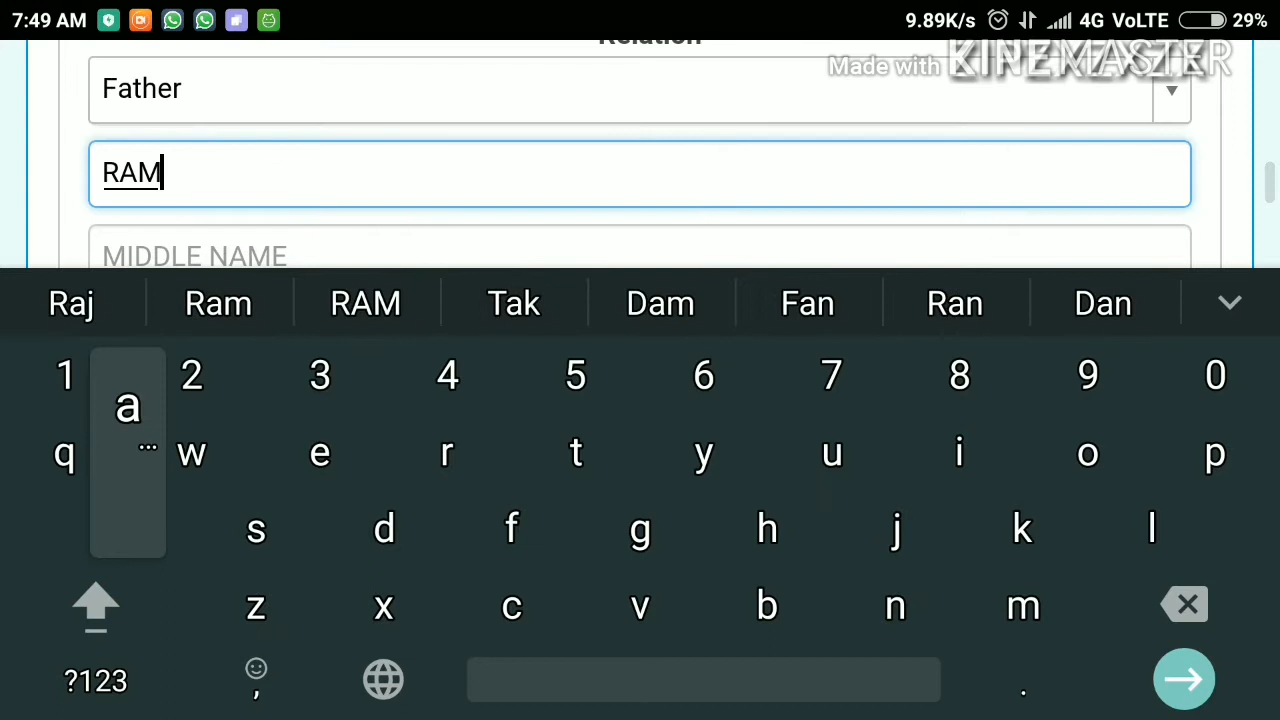 7:49 AM 9.89K/s 4G VoLTE 29%
Relation
Made with KINEMASTER
Father
RAM
MIDDLE NAME
Raj Ram RAM Tak Dam Fan Ran Dan
1 2 3 4 5 6 7 8 9 0
a
q w e r t y u i o p
s d f g h j k l
z x c v b n m
?123 , .